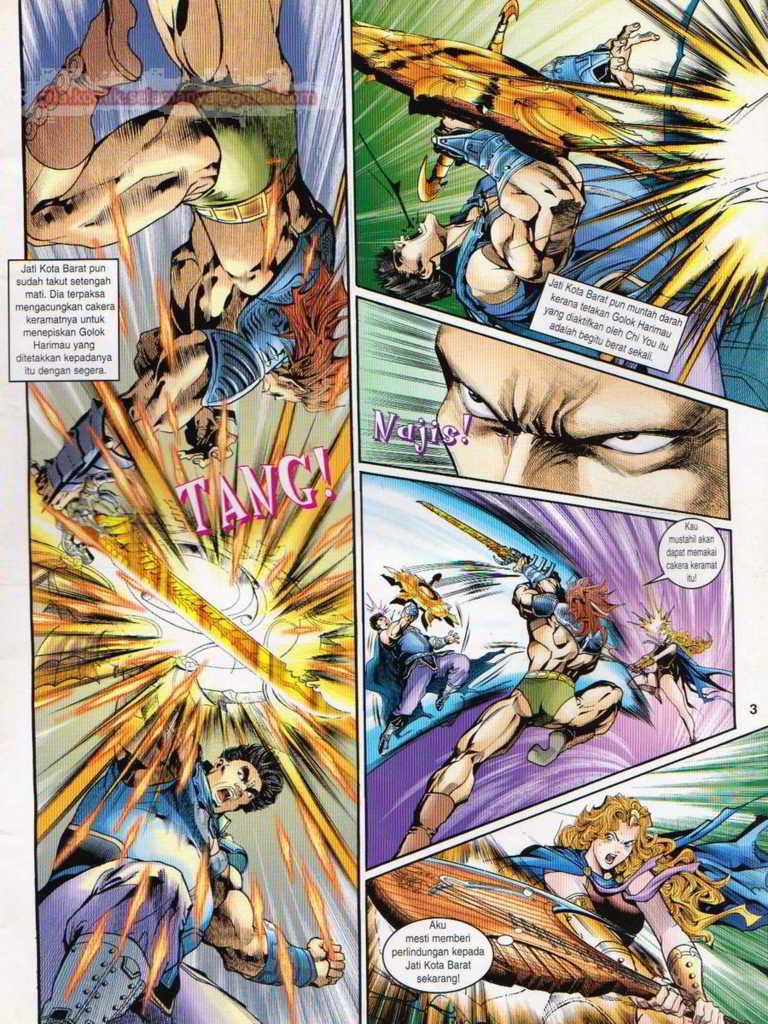 Jati Kota Barat pun
sudah takut setengah
mati. Dia terpaksa
mengacungkan cakera
keramatnya untuk
menepiskan Golok
Harimau yang
ditetakkan kepadanya
itu dengan segera.
TANG!
Jati Kota Barat pun muntah darah
kerana tetakan Golok Harimau
yang diaktifkan oleh Chi You itu
adalah begitu berat sekali.
Najis!
Kau
mustahil akan
dapat memakai
cakera keramat
itu!
3
Aku
mesti memberi
perlindungan kepada
Jati Kota Barat
sekarang!